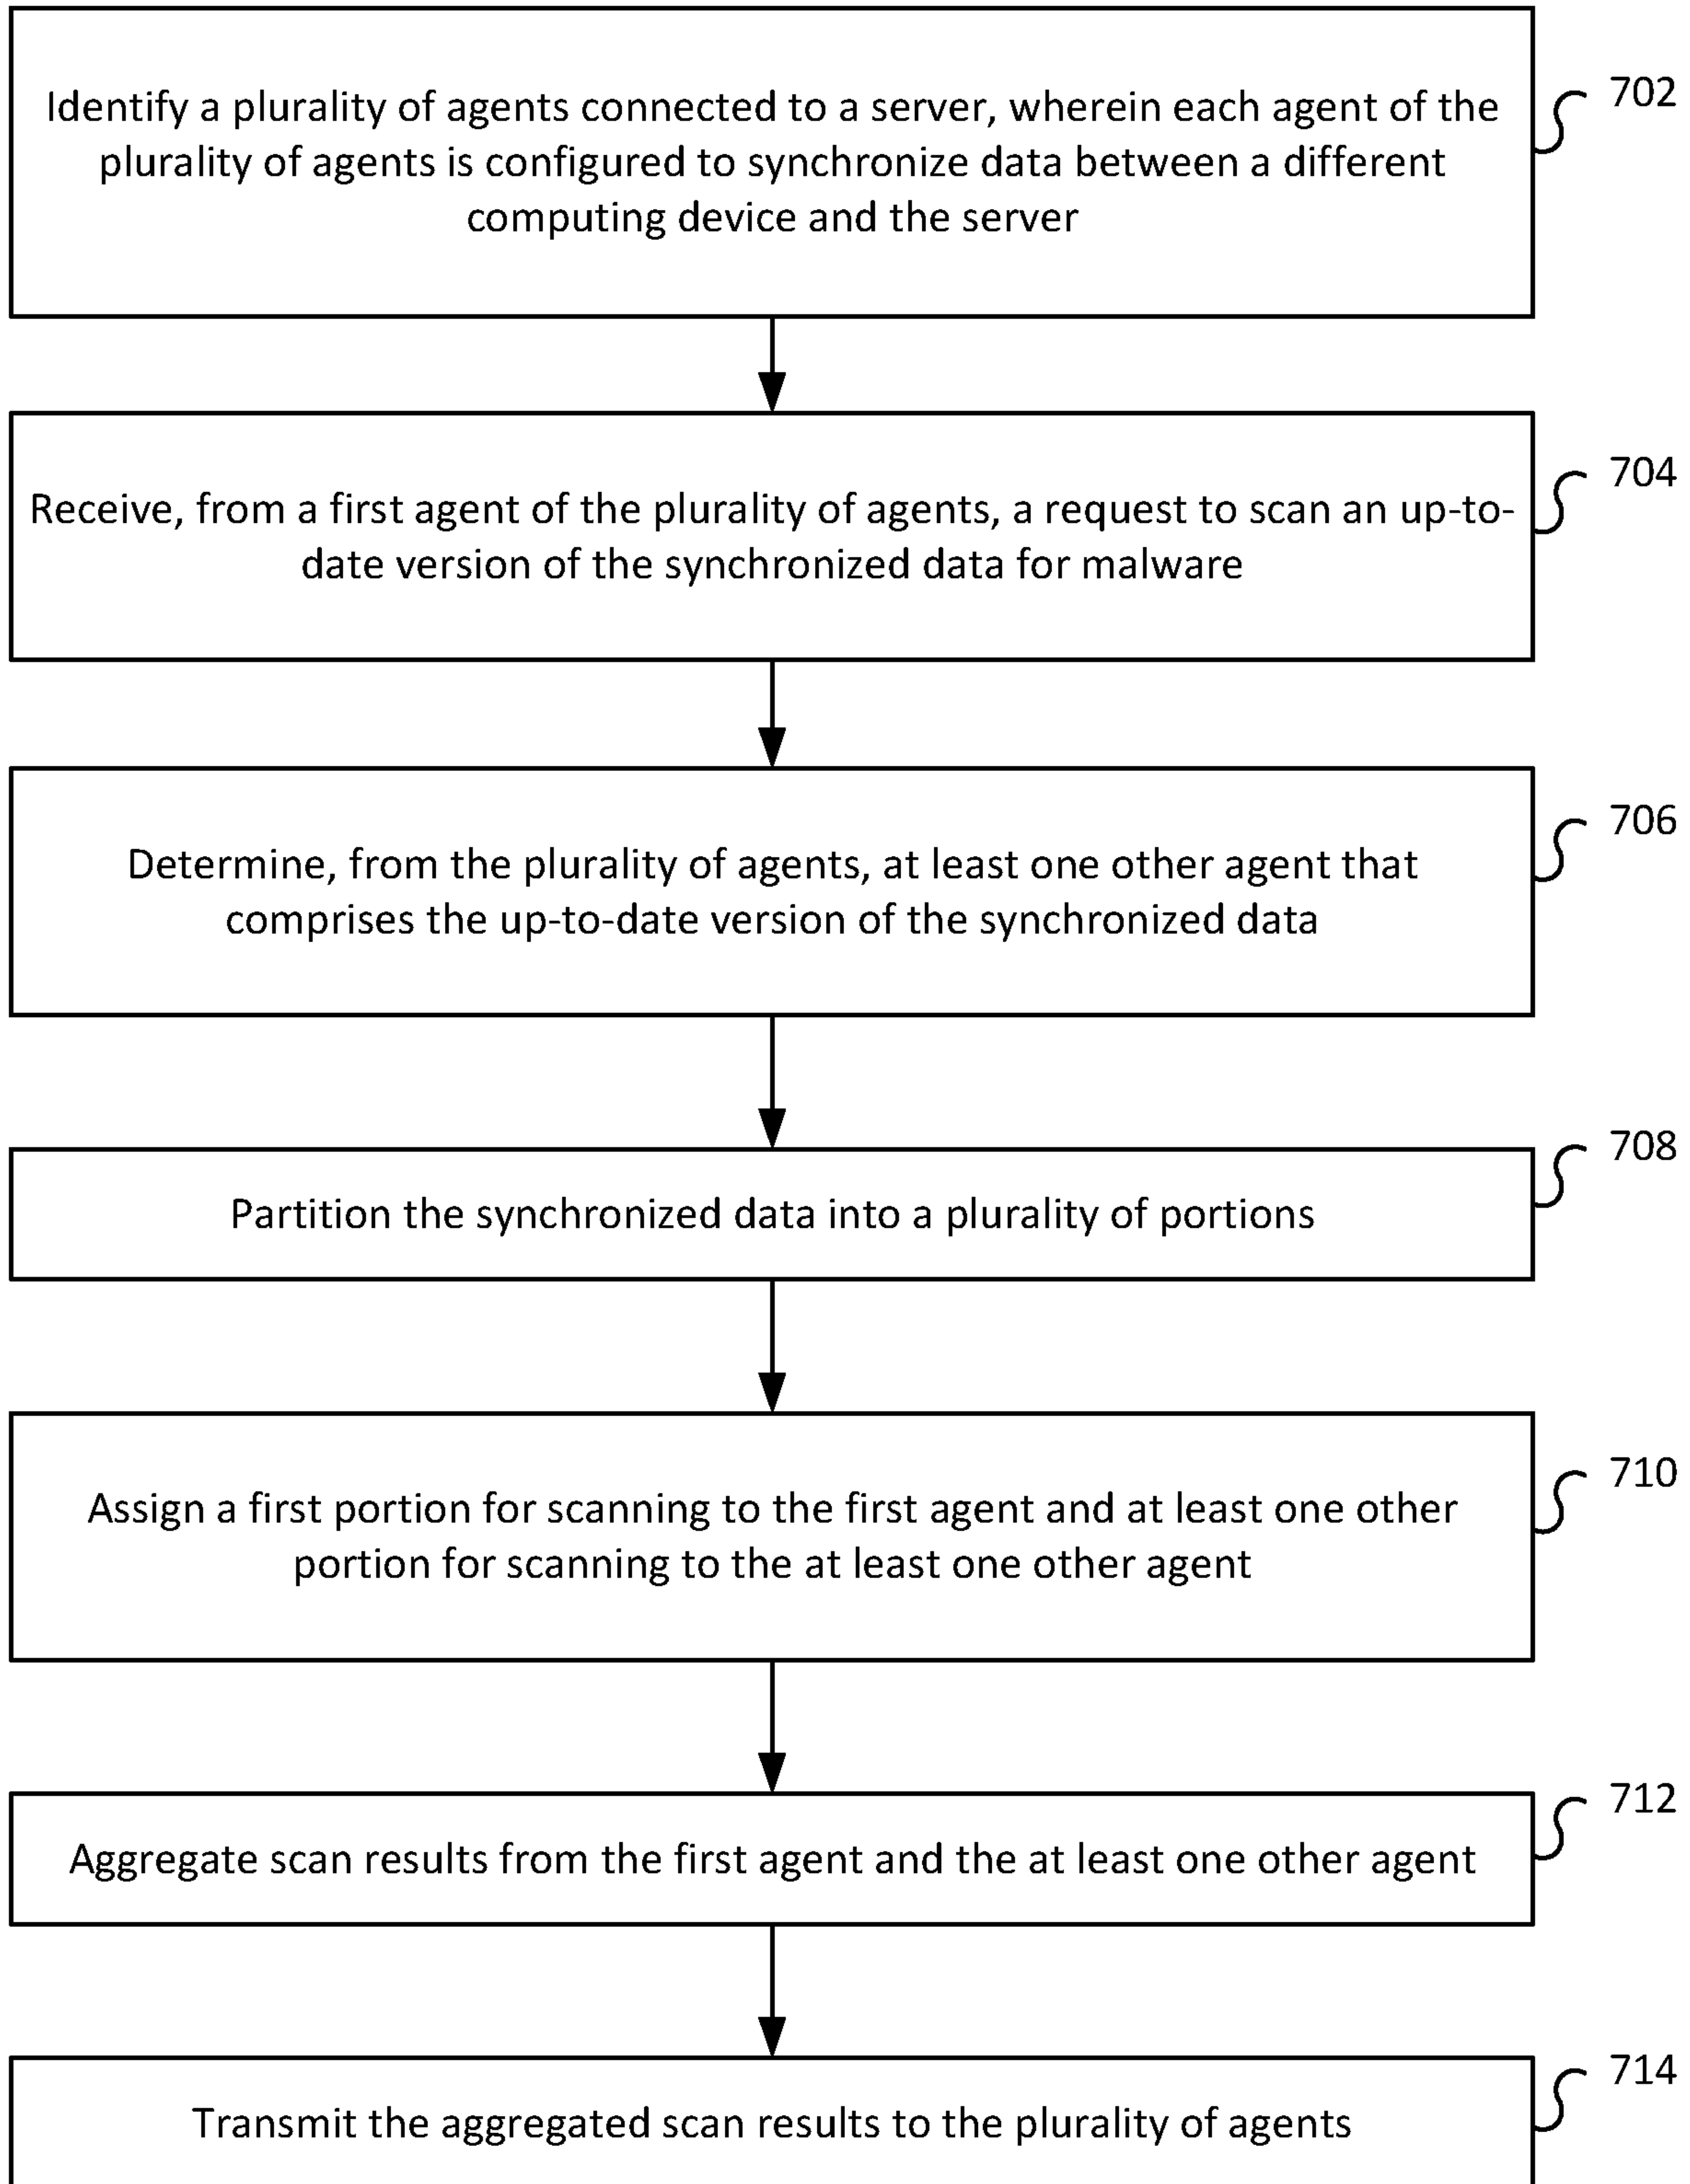 Identify a plurality of agents connected to a server, wherein each agent of the
plurality of agents is configured to synchronize data between a different
computing device and the server
702
Receive, from a first agent of the plurality of agents, a request to scan an up-to-
date version of the synchronized data for malware
704
Determine, from the plurality of agents, at least one other agent that
comprises the up-to-date version of the synchronized data
706
Partition the synchronized data into a plurality of portions
708
Assign a first portion for scanning to the first agent and at least one other
portion for scanning to the at least one other agent
710
Aggregate scan results from the first agent and the at least one other agent
712
Transmit the aggregated scan results to the plurality of agents
714